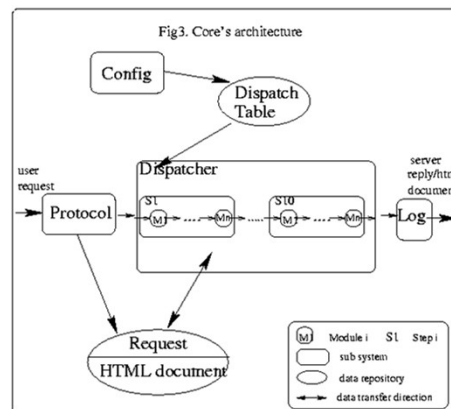 Fig3. Core's architecture
Config
Dispatch
Table
user
request
Dispatcher
server
reply/htm
document
S1
S10
Protocol
M1
....
Mn
.....
M1
....
Mn
Log
Request
HTML document
M1 Module i S1 Step i
sub system
data repository
data transfer direction